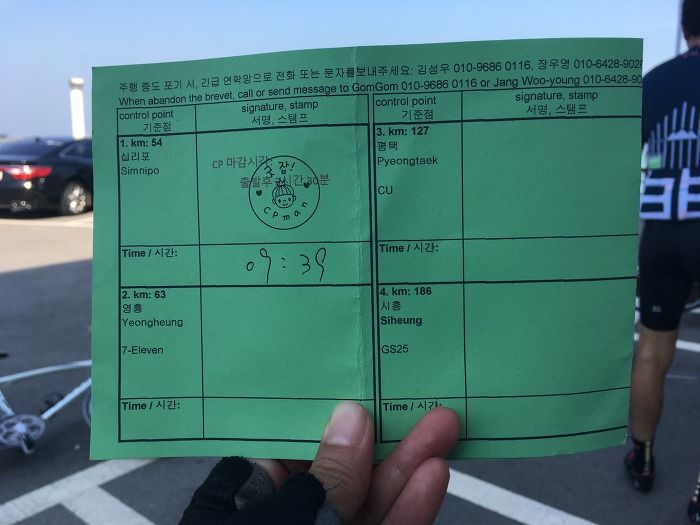 주행 중도 포기 시, 긴급 연락망으로 전화 또는 문자를보내주세요: 김성우 010-9686 0116, 장우영 010-6428-902
When abandon the brevet, call or send message to GomGom 010-9686 0116 or Jang Woo-young 010-6428-90
control point
기준점
signature, stamp
서명, 스탬프
control point
기준점
signature, stamp
서명, 스탬프
1. km: 54
십리포
Simnipo
CP 마감시간:
출발후 시간 30분
굿 잡!
CPman
Time / 시간:
09:39
2. km: 63
영흥
Yeongheung
7-Eleven
Time / 시간:
3. km: 127
평택
Pyeongtaek
CU
Time / 시간:
4. km: 186
시흥
Siheung
GS25
Time / 시간: